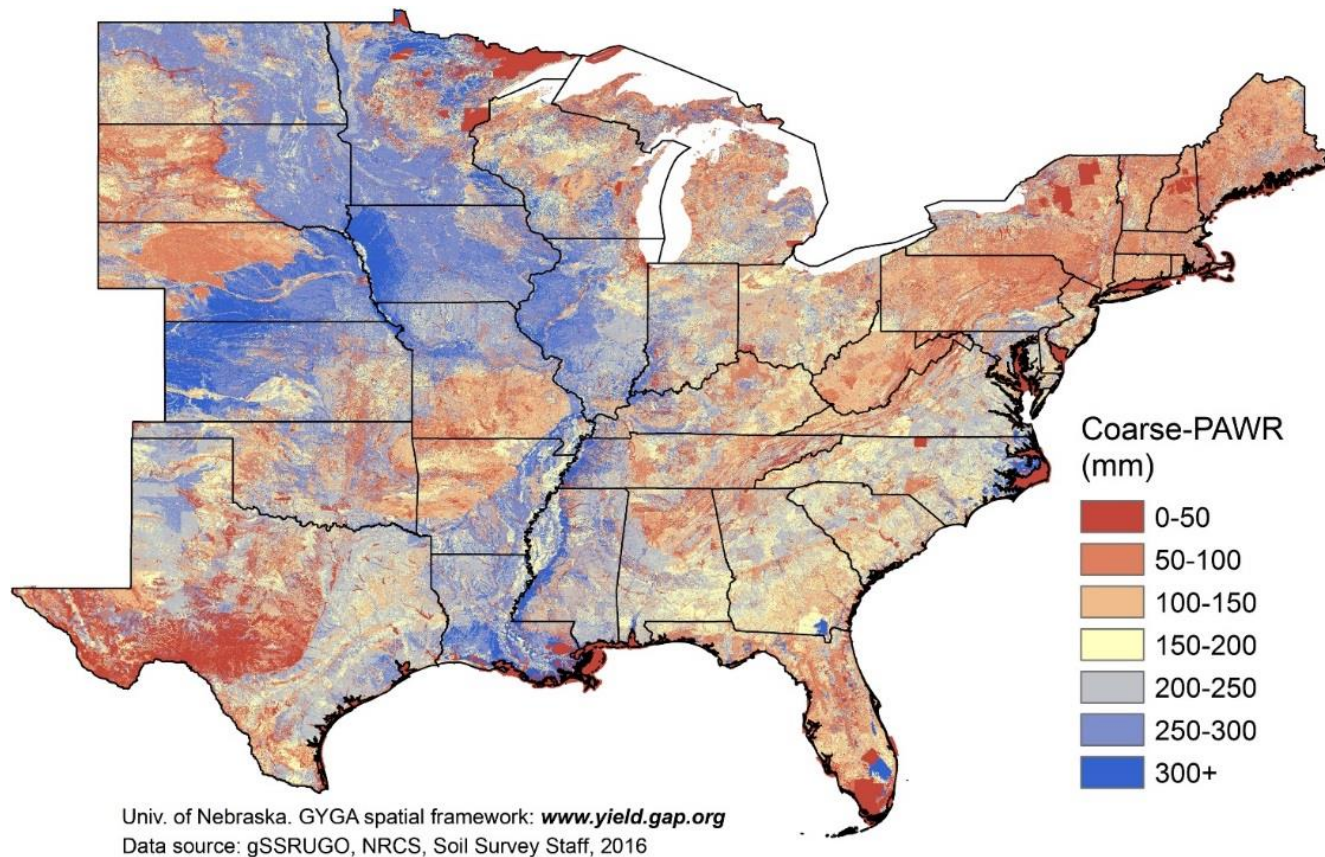 Coarse-PAWR
(mm)
0-50
50-100
100-150
150-200
200-250
250-300
300+
Univ. of Nebraska. GYGA spatial framework: www.yield.gap.org
Data source: gSSRUGO, NRCS, Soil Survey Staff, 2016